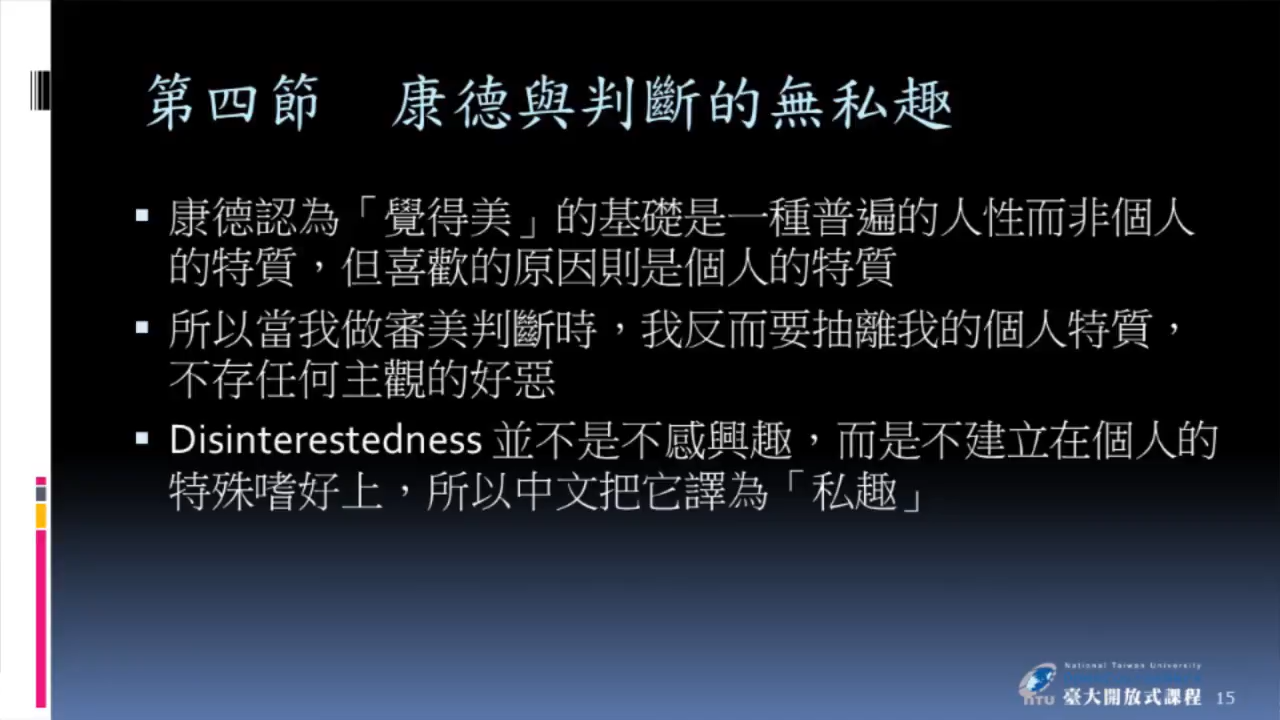 第四節　康德與判斷的無私趣
▪ 康德認為「覺得美」的基礎是一種普遍的人性而非個人
的特質，但喜歡的原因則是個人的特質
▪ 所以當我做審美判斷時，我反而要抽離我的個人特質，
不存任何主觀的好惡
▪ Disinterestedness 並不是不感興趣，而是不建立在個人的
特殊嗜好上，所以中文把它譯為「私趣」
National Taiwan University
NTU 臺大開放式課程 15